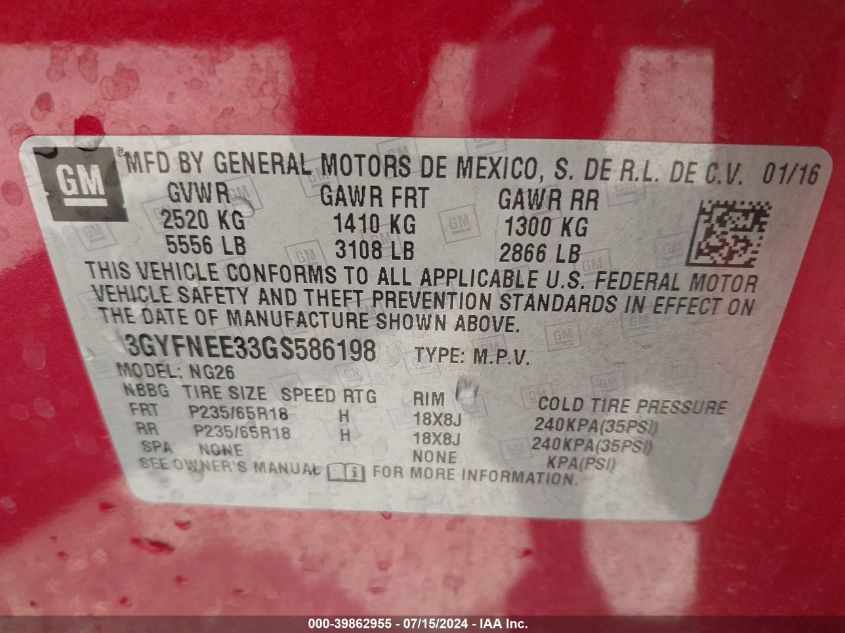 GM ®MFD BY GENERAL MOTORS DE MEXICO, S. DE R.L. DE C.V. 01/16
GVWR GAWR FRT GAWR RR
2520 KG 1410 KG 1300 KG
5556 LB 3108 LB 2866 LB
THIS VEHICLE CONFORMS TO ALL APPLICABLE U.S. FEDERAL MOTOR
VEHICLE SAFETY AND THEFT PREVENTION STANDARDS IN EFFECT ON
THE DATE OF MANUFACTURE SHOWN ABOVE.
3GYFNEE33GS586198 TYPE: M.P.V.
MODEL: NG26
NBBG TIRE SIZE SPEED RTG RIM COLD TIRE PRESSURE
FRT P235/65R18 H 18X8J 240KPA(35PSI)
RR P235/65R18 H 18X8J 240KPA(35PSI)
SPA NONE NONE KPA(PSI)
SEE OWNER'S MANUAL FOR MORE INFORMATION.
000-39862955 - 07/15/2024 - IAA Inc.